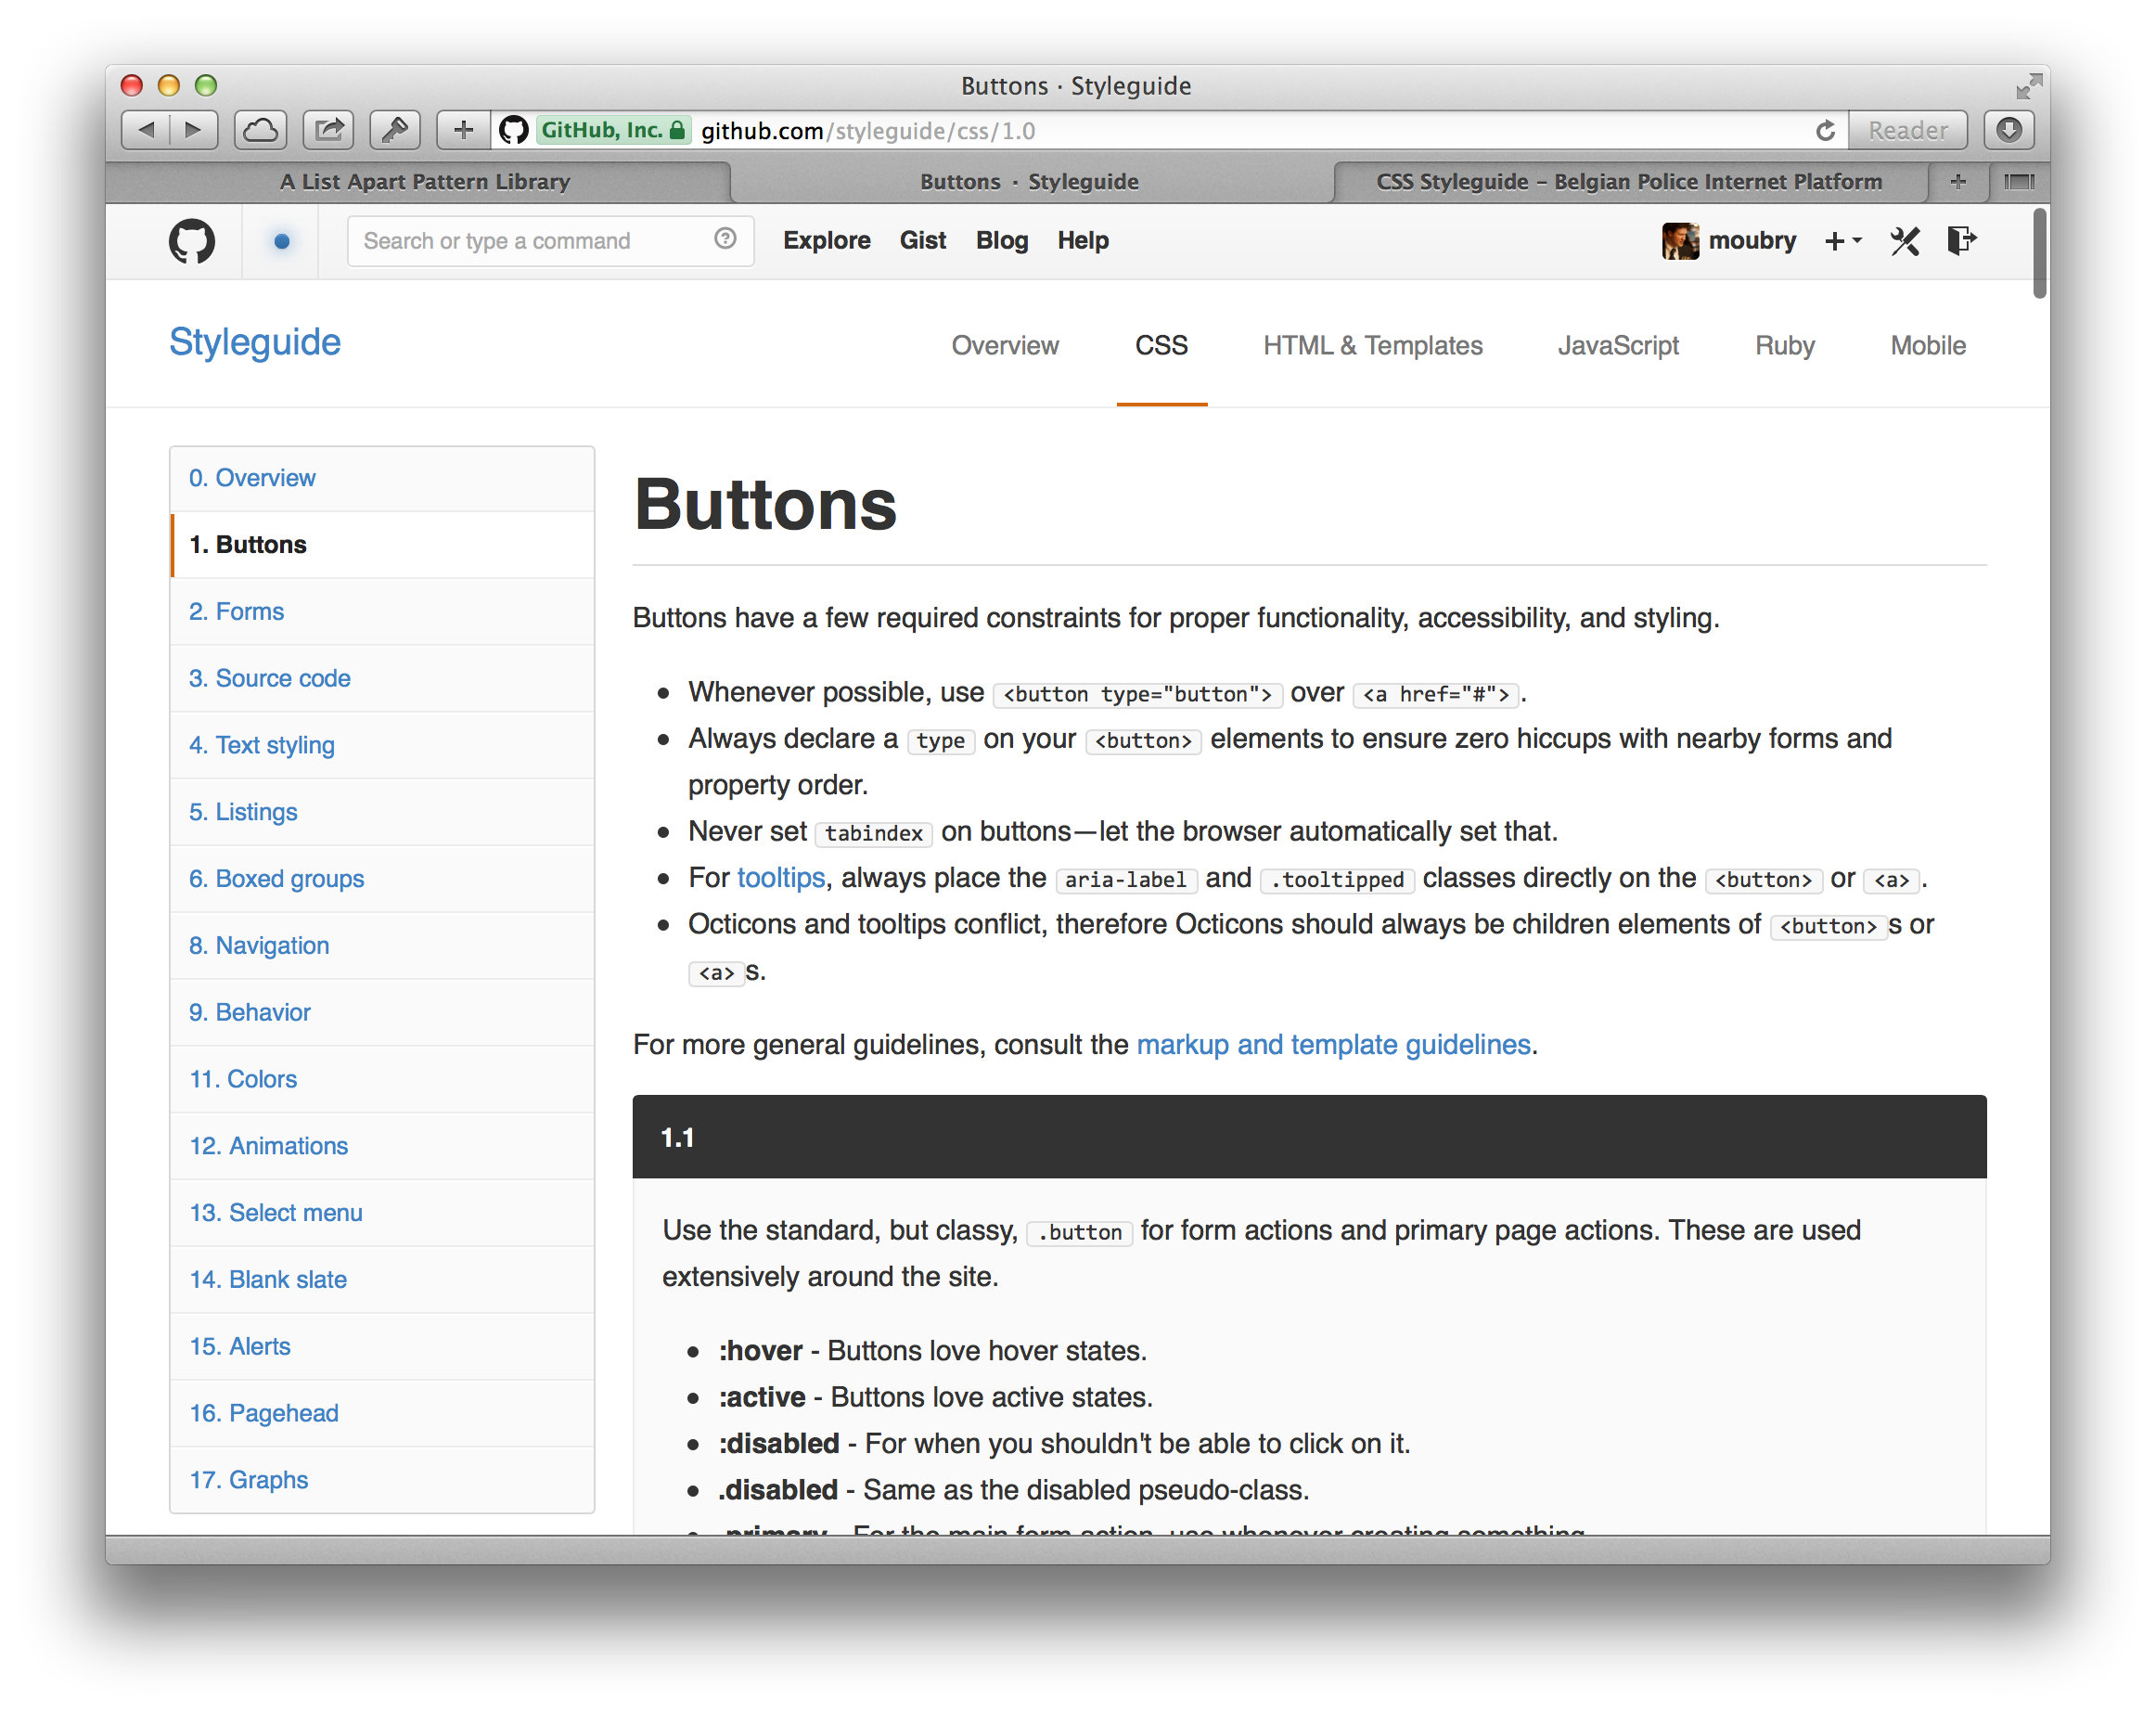 Buttons · Styleguide
GitHub, Inc. github.com/styleguide/css/1.0 Reader
A List Apart Pattern Library Buttons · Styleguide CSS Styleguide – Belgian Police Internet Platform
Search or type a command Explore Gist Blog Help moubry
Styleguide Overview CSS HTML & Templates JavaScript Ruby Mobile
0. Overview
1. Buttons
2. Forms
3. Source code
4. Text styling
5. Listings
6. Boxed groups
8. Navigation
9. Behavior
11. Colors
12. Animations
13. Select menu
14. Blank slate
15. Alerts
16. Pagehead
17. Graphs
Buttons
Buttons have a few required constraints for proper functionality, accessibility, and styling.
• Whenever possible, use <button type="button"> over <a href="#">.
• Always declare a type on your <button> elements to ensure zero hiccups with nearby forms and
property order.
• Never set tabindex on buttons—let the browser automatically set that.
• For tooltips, always place the aria-label and .tooltipped classes directly on the <button> or <a>.
• Octicons and tooltips conflict, therefore Octicons should always be children elements of <button>s or
<a>s.
For more general guidelines, consult the markup and template guidelines.
1.1
Use the standard, but classy, .button for form actions and primary page actions. These are used
extensively around the site.
• :hover - Buttons love hover states.
• :active - Buttons love active states.
• :disabled - For when you shouldn't be able to click on it.
• .disabled - Same as the disabled pseudo-class.
• .primary - For the main form action, use whenever creating something